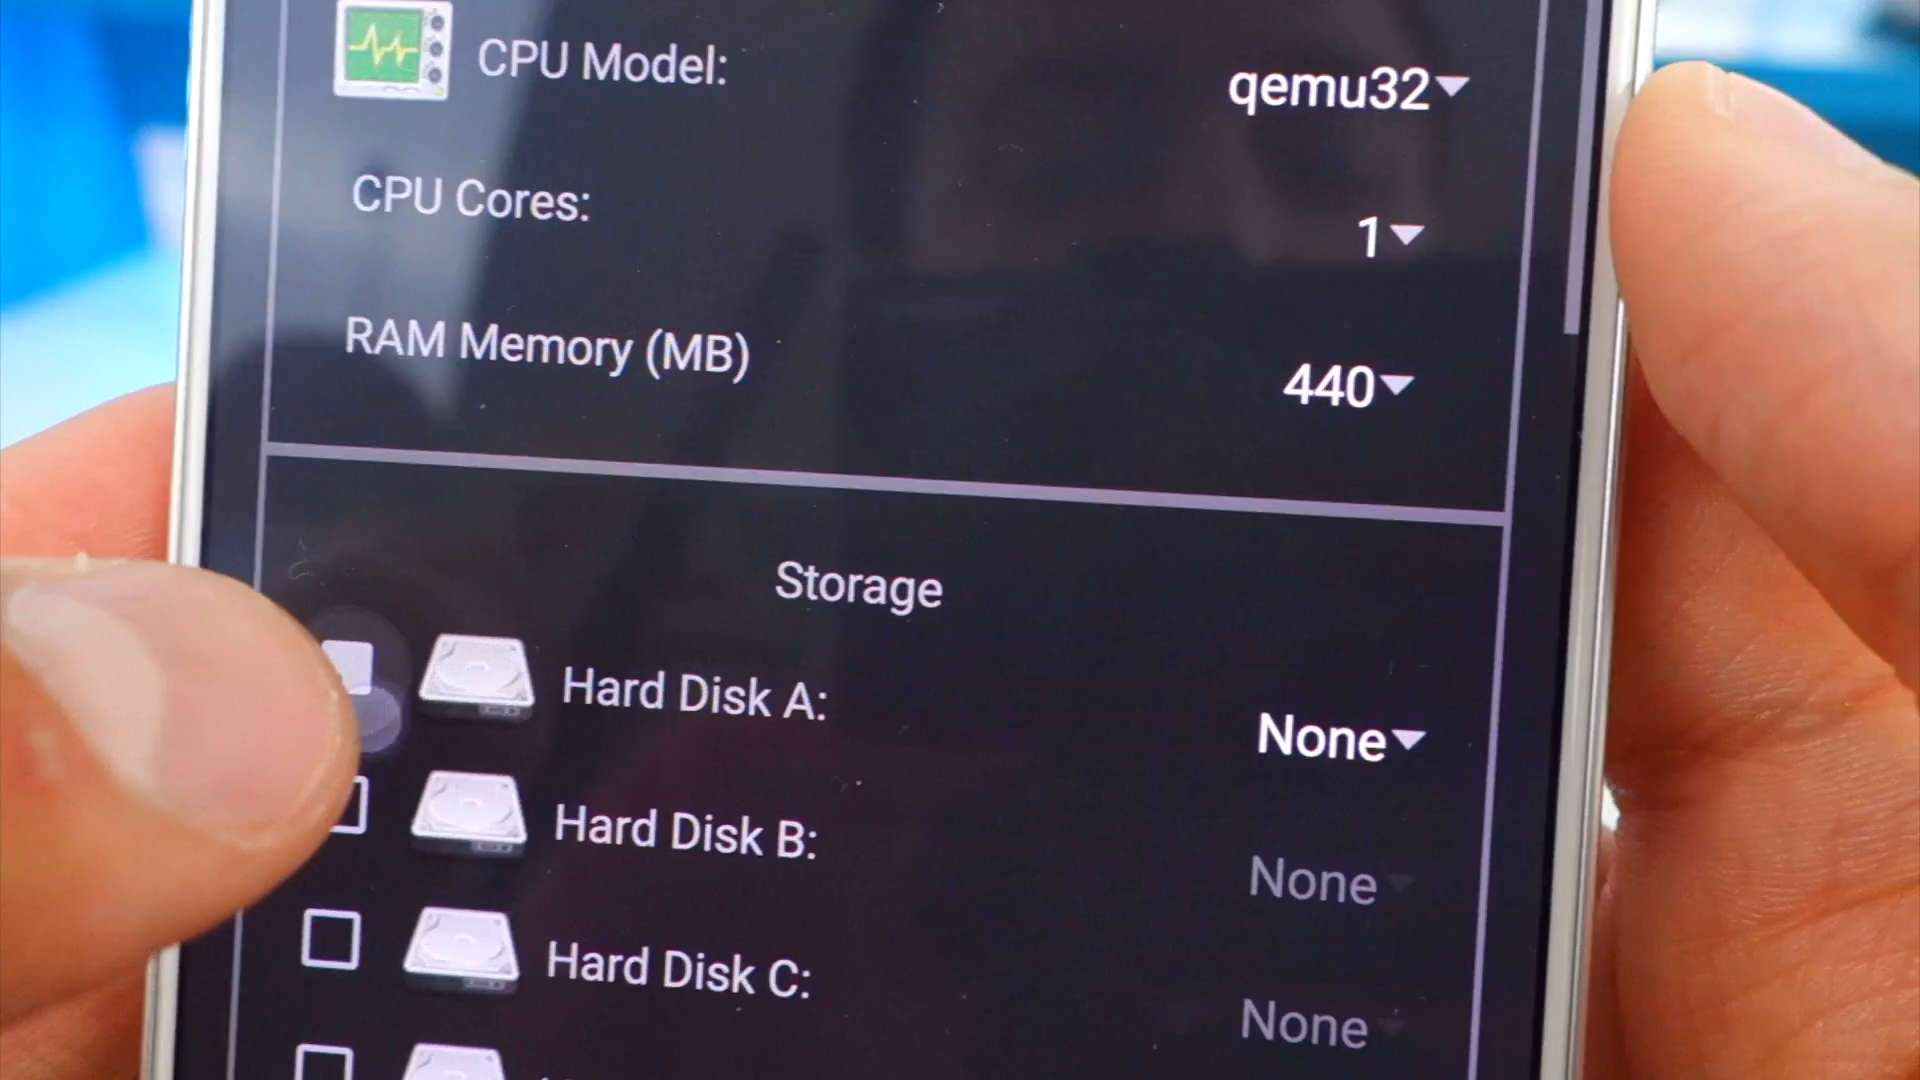 CPU Model: qemu32
CPU Cores: 1
RAM Memory (MB) 440
Storage
Hard Disk A: None
Hard Disk B: None
Hard Disk C: None